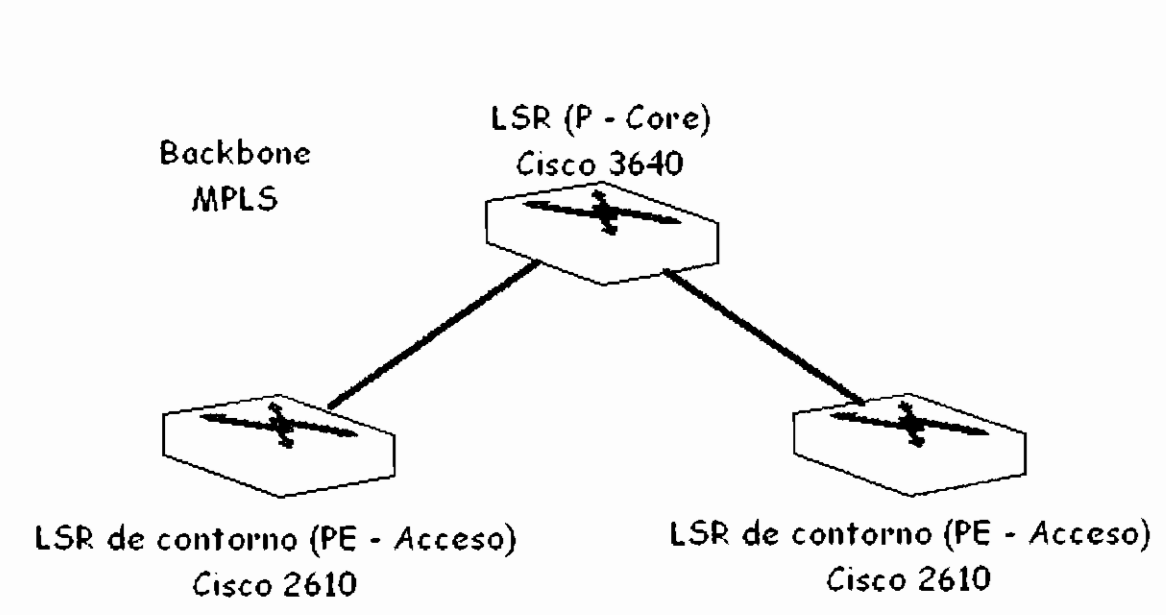 LSR (P - Core)
Cisco 3640
Backbone
MPLS
LSR de contorno (PE - Acceso)
Cisco 2610
LSR de contorno (PE - Acceso)
Cisco 2610